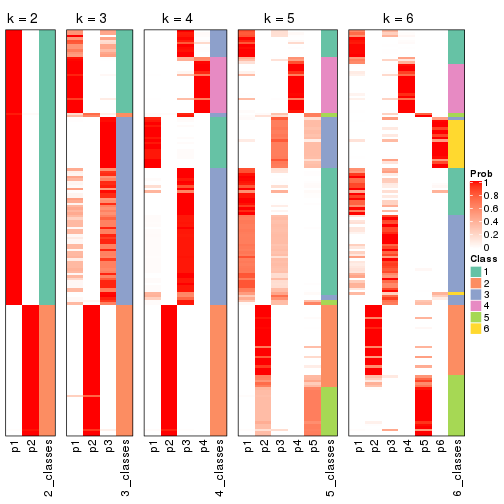 k = 2
k = 3
k = 4
k = 5
k = 6
p1
p2
2_classes
p1
p2
p3
3_classes
p1
p2
p3
p4
4_classes
p1
p2
p3
p4
p5
5_classes
p1
p2
p3
p4
p5
p6
6_classes
Prob
1
0.8
0.6
0.4
0.2
0
Class
1
2
3
4
5
6